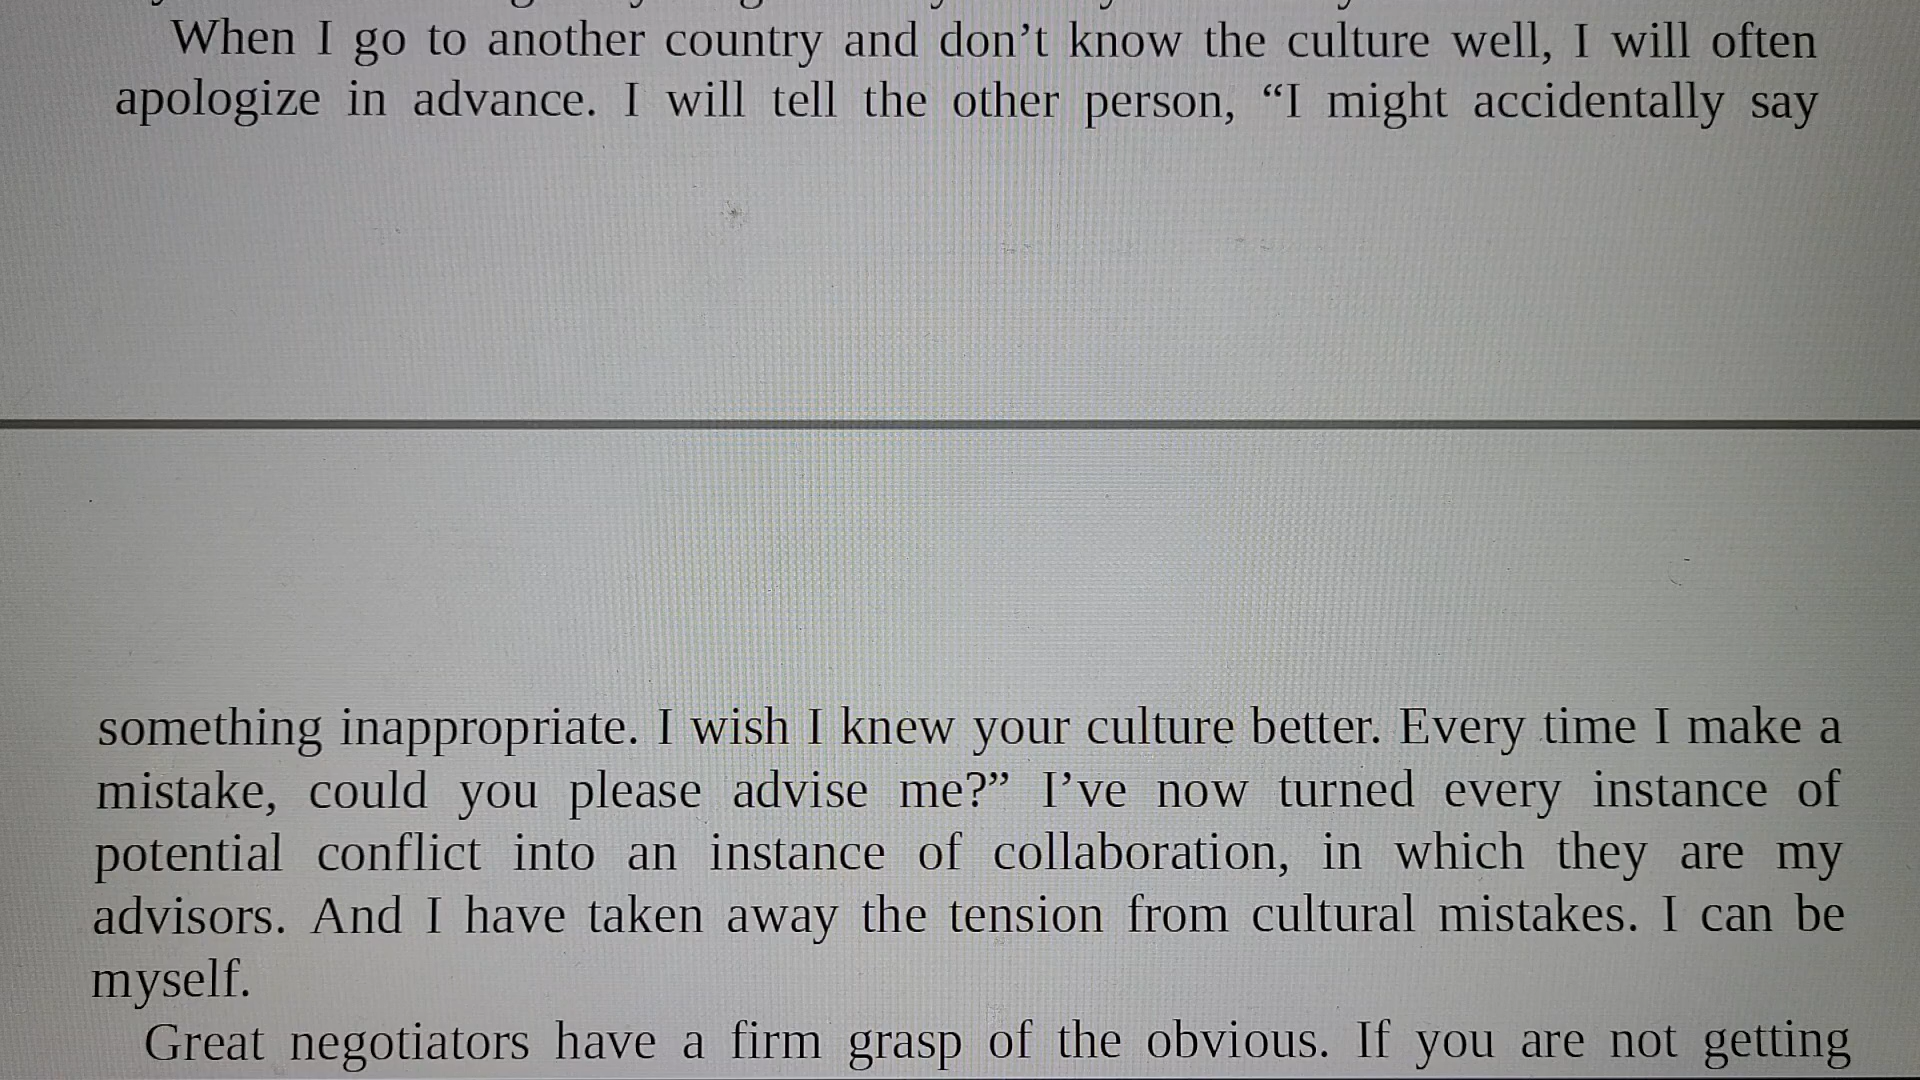 When I go to another country and don’t know the culture well, I will often
apologize in advance. I will tell the other person, “I might accidentally say
something inappropriate. I wish I knew your culture better. Every time I make a
mistake, could you please advise me?” I’ve now turned every instance of
potential conflict into an instance of collaboration, in which they are my
advisors. And I have taken away the tension from cultural mistakes. I can be
myself.
Great negotiators have a firm grasp of the obvious. If you are not getting